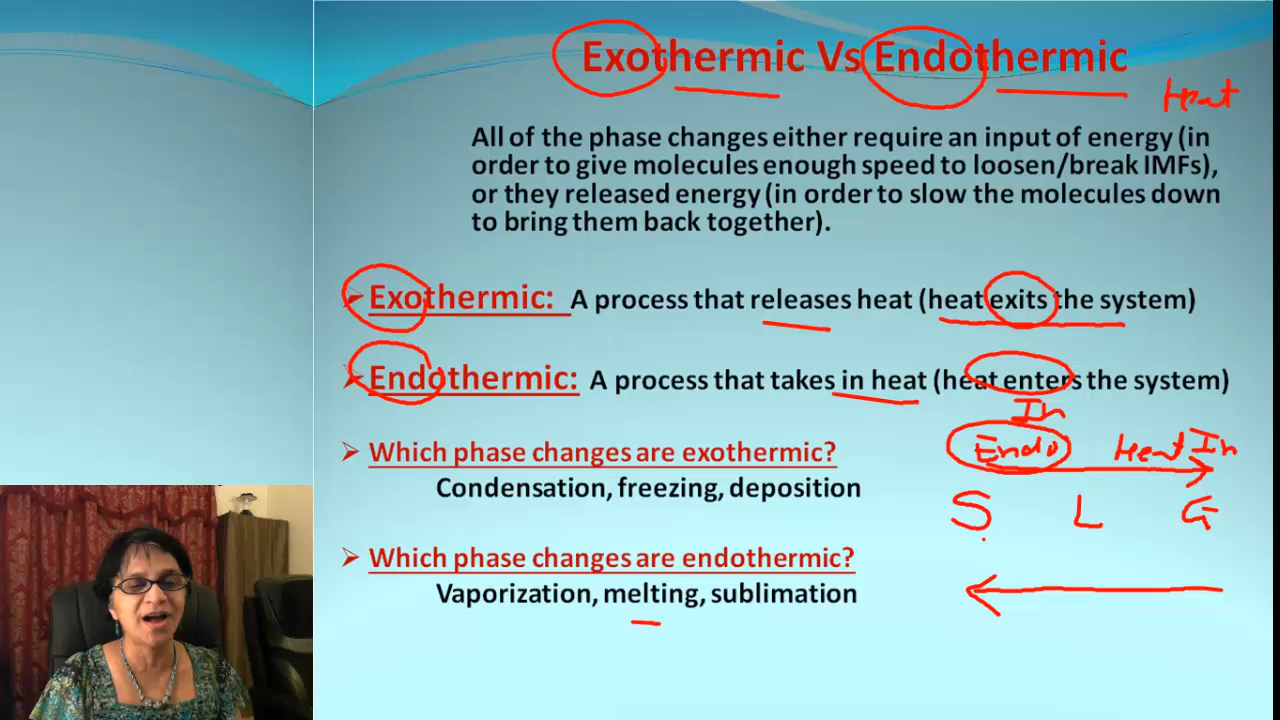 Exothermic Vs Endothermic
Heat
All of the phase changes either require an input of energy (in
order to give molecules enough speed to loosen/break IMFs),
or they released energy (in order to slow the molecules down
to bring them back together).
Exothermic: A process that releases heat (heat exits the system)
Endothermic: A process that takes in heat (heat enters the system)
In
Which phase changes are exothermic?
Endo Heat In
Condensation, freezing, deposition
S L G
Which phase changes are endothermic?
Vaporization, melting, sublimation